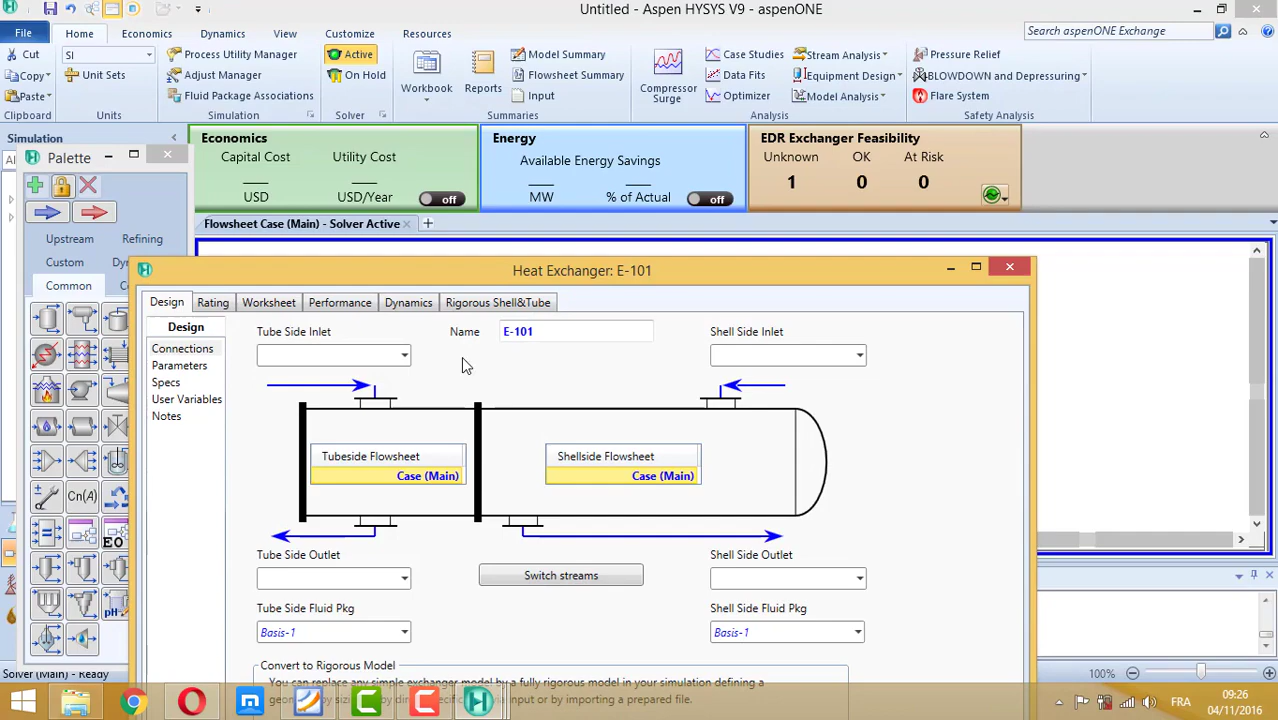 Untitled - Aspen HYSYS V9 - aspenONE
File
Home
Economics
Dynamics
View
Customize
Resources
Search aspenONE Exchange
Cut
Copy
Paste
Clipboard
SI
Unit Sets
Units
Process Utility Manager
Adjust Manager
Fluid Package Associations
Simulation
Active
On Hold
Solver
Workbook
Reports
Model Summary
Flowsheet Summary
Input
Summaries
Compressor
Surge
Case Studies
Data Fits
Optimizer
Stream Analysis
Equipment Design
Model Analysis
Analysis
Pressure Relief
BLOWDOWN and Depressuring
Flare System
Safety Analysis
Simulation
Economics
Capital Cost
Utility Cost
USD
USD/Year
off
Energy
Available Energy Savings
MW
% of Actual
off
EDR Exchanger Feasibility
Unknown
OK
At Risk
1
0
0
Palette
Flowsheet Case (Main) - Solver Active
Upstream
Refining
Custom
Common
Cn(A)
EO
pH
Heat Exchanger: E-101
Design
Rating
Worksheet
Performance
Dynamics
Rigorous Shell&Tube
Design
Connections
Parameters
Specs
User Variables
Notes
Tube Side Inlet
Name
E-101
Shell Side Inlet
Tubeside Flowsheet
Case (Main)
Shellside Flowsheet
Case (Main)
Tube Side Outlet
Shell Side Outlet
Switch streams
Tube Side Fluid Pkg
Basis-1
Shell Side Fluid Pkg
Basis-1
Convert to Rigorous Model
You can replace any simple exchanger model by a fully rigorous model in your simulation defining a
or by importing a prepared file.
Solver (Main) - Ready
100%
FRA
09:26
04/11/2016